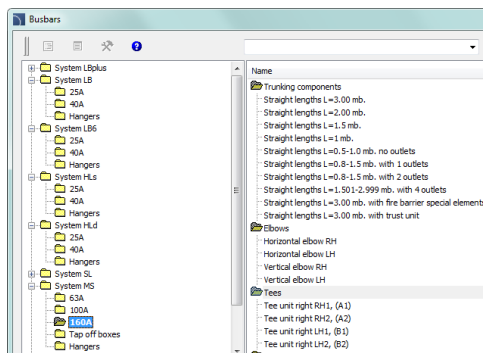 Busbars
System LBplus
System LB
25A
40A
Hangers
System LB6
25A
40A
Hangers
System HLs
25A
40A
Hangers
System HLd
25A
40A
Hangers
System SL
System MS
63A
100A
160A
Tap off boxes
Hangers
Name
Trunking components
Straight lengths L=3.00 mb.
Straight lengths L=2.00 mb.
Straight lengths L=1.5 mb.
Straight lengths L=1 mb.
Straight lengths L=0.5-1.0 mb. no outlets
Straight lengths L=0.8-1.5 mb. with 1 outlets
Straight lengths L=0.8-1.5 mb. with 2 outlets
Straight lengths L=1.501-2.999 mb. with 4 outlets
Straight lengths L=3.00 mb. with fire barrier special elements
Straight lengths L=3.00 mb. with trust unit
Elbows
Horizontal elbow RH
Horizontal elbow LH
Vertical elbow RH
Vertical elbow LH
Tees
Tee unit right RH1, (A1)
Tee unit right RH2, (A2)
Tee unit right LH1, (B1)
Tee unit right LH2, (B2)